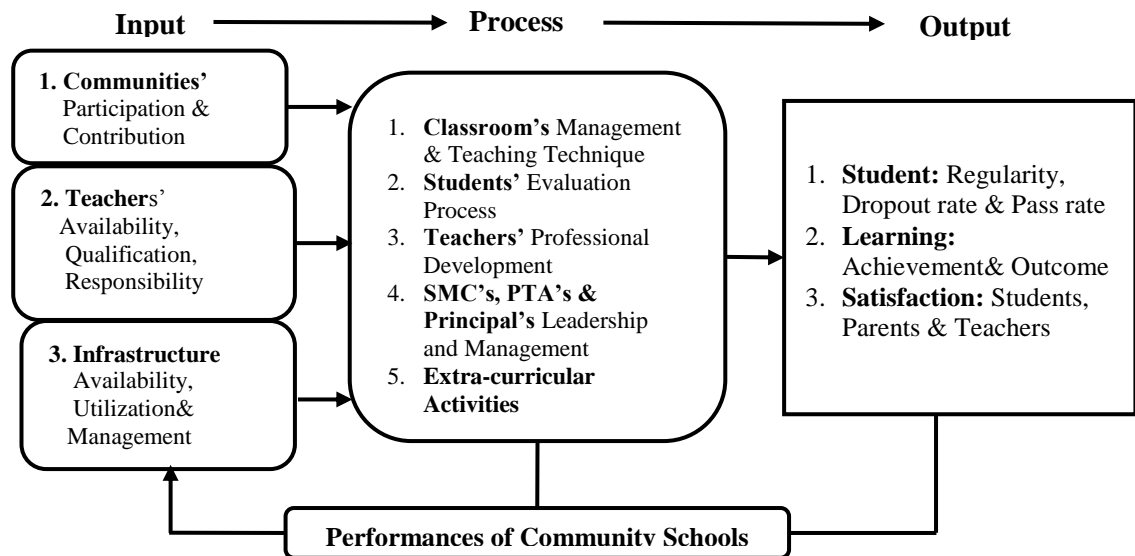 Input Process Output
1. Communities'
Participation &
Contribution
2. Teachers'
Availability,
Qualification,
Responsibility
3. Infrastructure
Availability,
Utilization&
Management
1. Classroom's Management
& Teaching Technique
2. Students' Evaluation
Process
3. Teachers' Professional
Development
4. SMC's, PTA's &
Principal's Leadership
and Management
5. Extra-curricular
Activities
1. Student: Regularity,
Dropout rate & Pass rate
2. Learning:
Achievement& Outcome
3. Satisfaction: Students,
Parents & Teachers
Performances of Community Schools